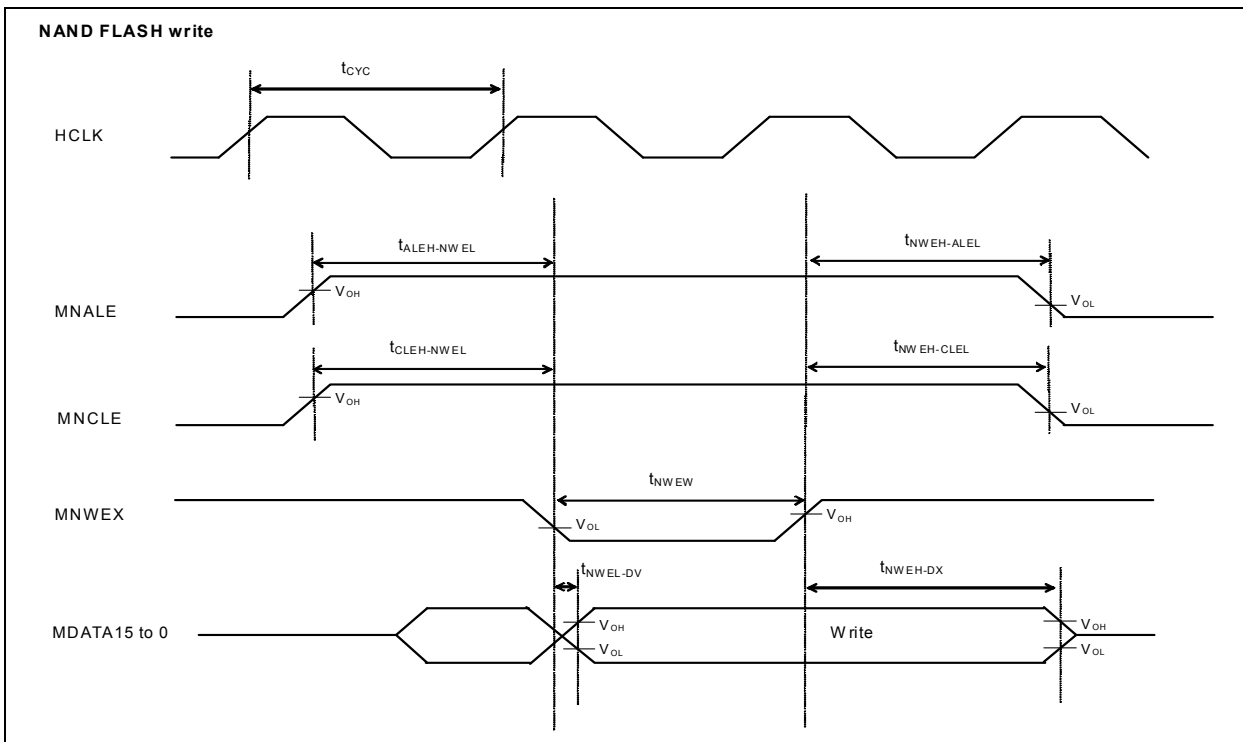 NAND FLASH write
tCYC
HCLK
tALEH-NWEL
tNWEH-ALEL
VOH
VOL
MNALE
tCLEH-NWEL
tNWEH-CLEL
VOH
VOL
MNCLE
tNWEW
MNWEX
VOL
VOH
tNWEL-DV
tNWEH-DX
VOH
VOH
MDATA15 to 0
Write
VOL
VOL